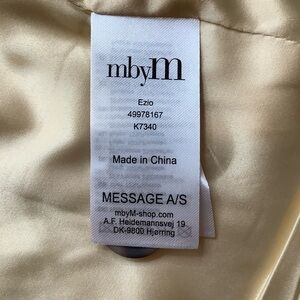 mbyM
Ezio
49978167
K7340
Made in China
MESSAGE A/S
mbyM-shop.com
A.F. Heidemannsvej 19
DK-9800 Hjørring